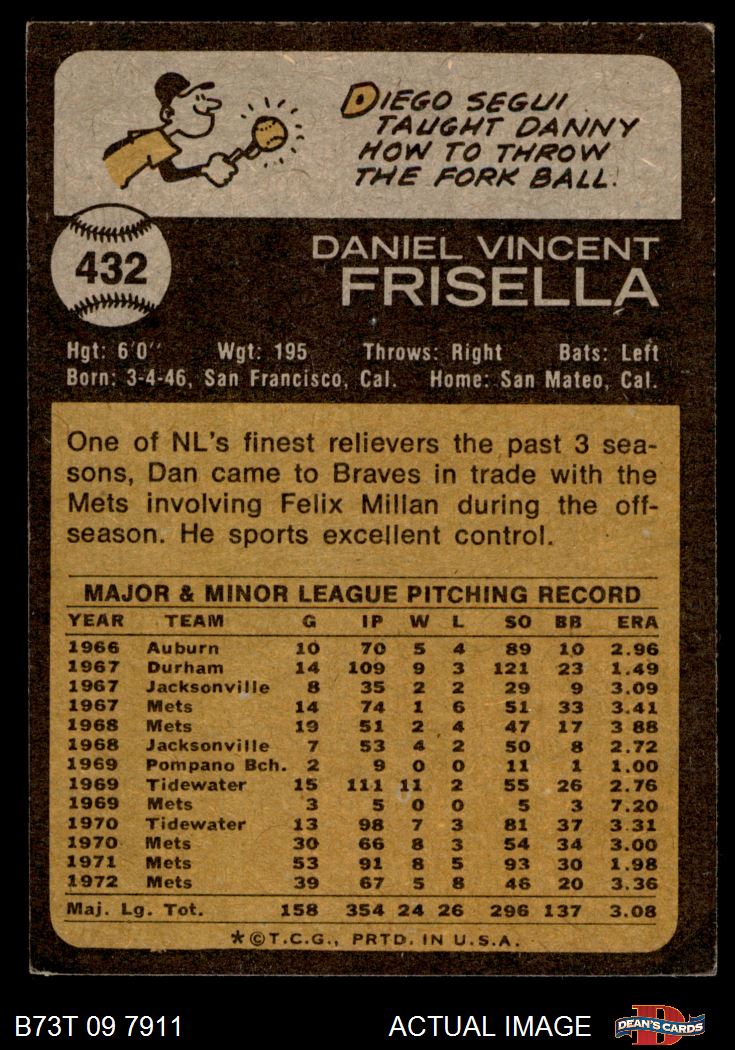 DIEGO SEGUI
TAUGHT DANNY
HOW TO THROW
THE FORK BALL.
432
DANIEL VINCENT
FRISELLA
Hgt: 6'0" Wgt: 195 Throws: Right Bats: Left
Born: 3-4-46, San Francisco, Cal. Home: San Mateo, Cal.
One of NL's finest relievers the past 3 sea-
sons, Dan came to Braves in trade with the
Mets involving Felix Millan during the off-
season. He sports excellent control.
MAJOR & MINOR LEAGUE PITCHING RECORD
YEAR TEAM G IP W L SO BB ERA
1966 Auburn 10 70 5 4 89 10 2.96
1967 Durham 14 109 9 3 121 23 1.49
1967 Jacksonville 8 35 2 2 29 9 3.09
1967 Mets 14 74 1 6 51 33 3.41
1968 Mets 19 51 2 4 47 17 3 88
1968 Jacksonville 7 53 4 2 50 8 2.72
1969 Pompano Bch. 2 9 0 0 11 1 1.00
1969 Tidewater 15 111 11 2 55 26 2.76
1969 Mets 3 5 0 0 5 3 7.20
1970 Tidewater 13 98 7 3 81 37 3.31
1970 Mets 30 66 8 3 54 34 3.00
1971 Mets 53 91 8 5 93 30 1.98
1972 Mets 39 67 5 8 46 20 3.36
Maj. Lg. Tot. 158 354 24 26 296 137 3.08
*©T.C.G., PRTD. IN U.S.A.
B73T 09 7911 ACTUAL IMAGE DEAN'S CARDS